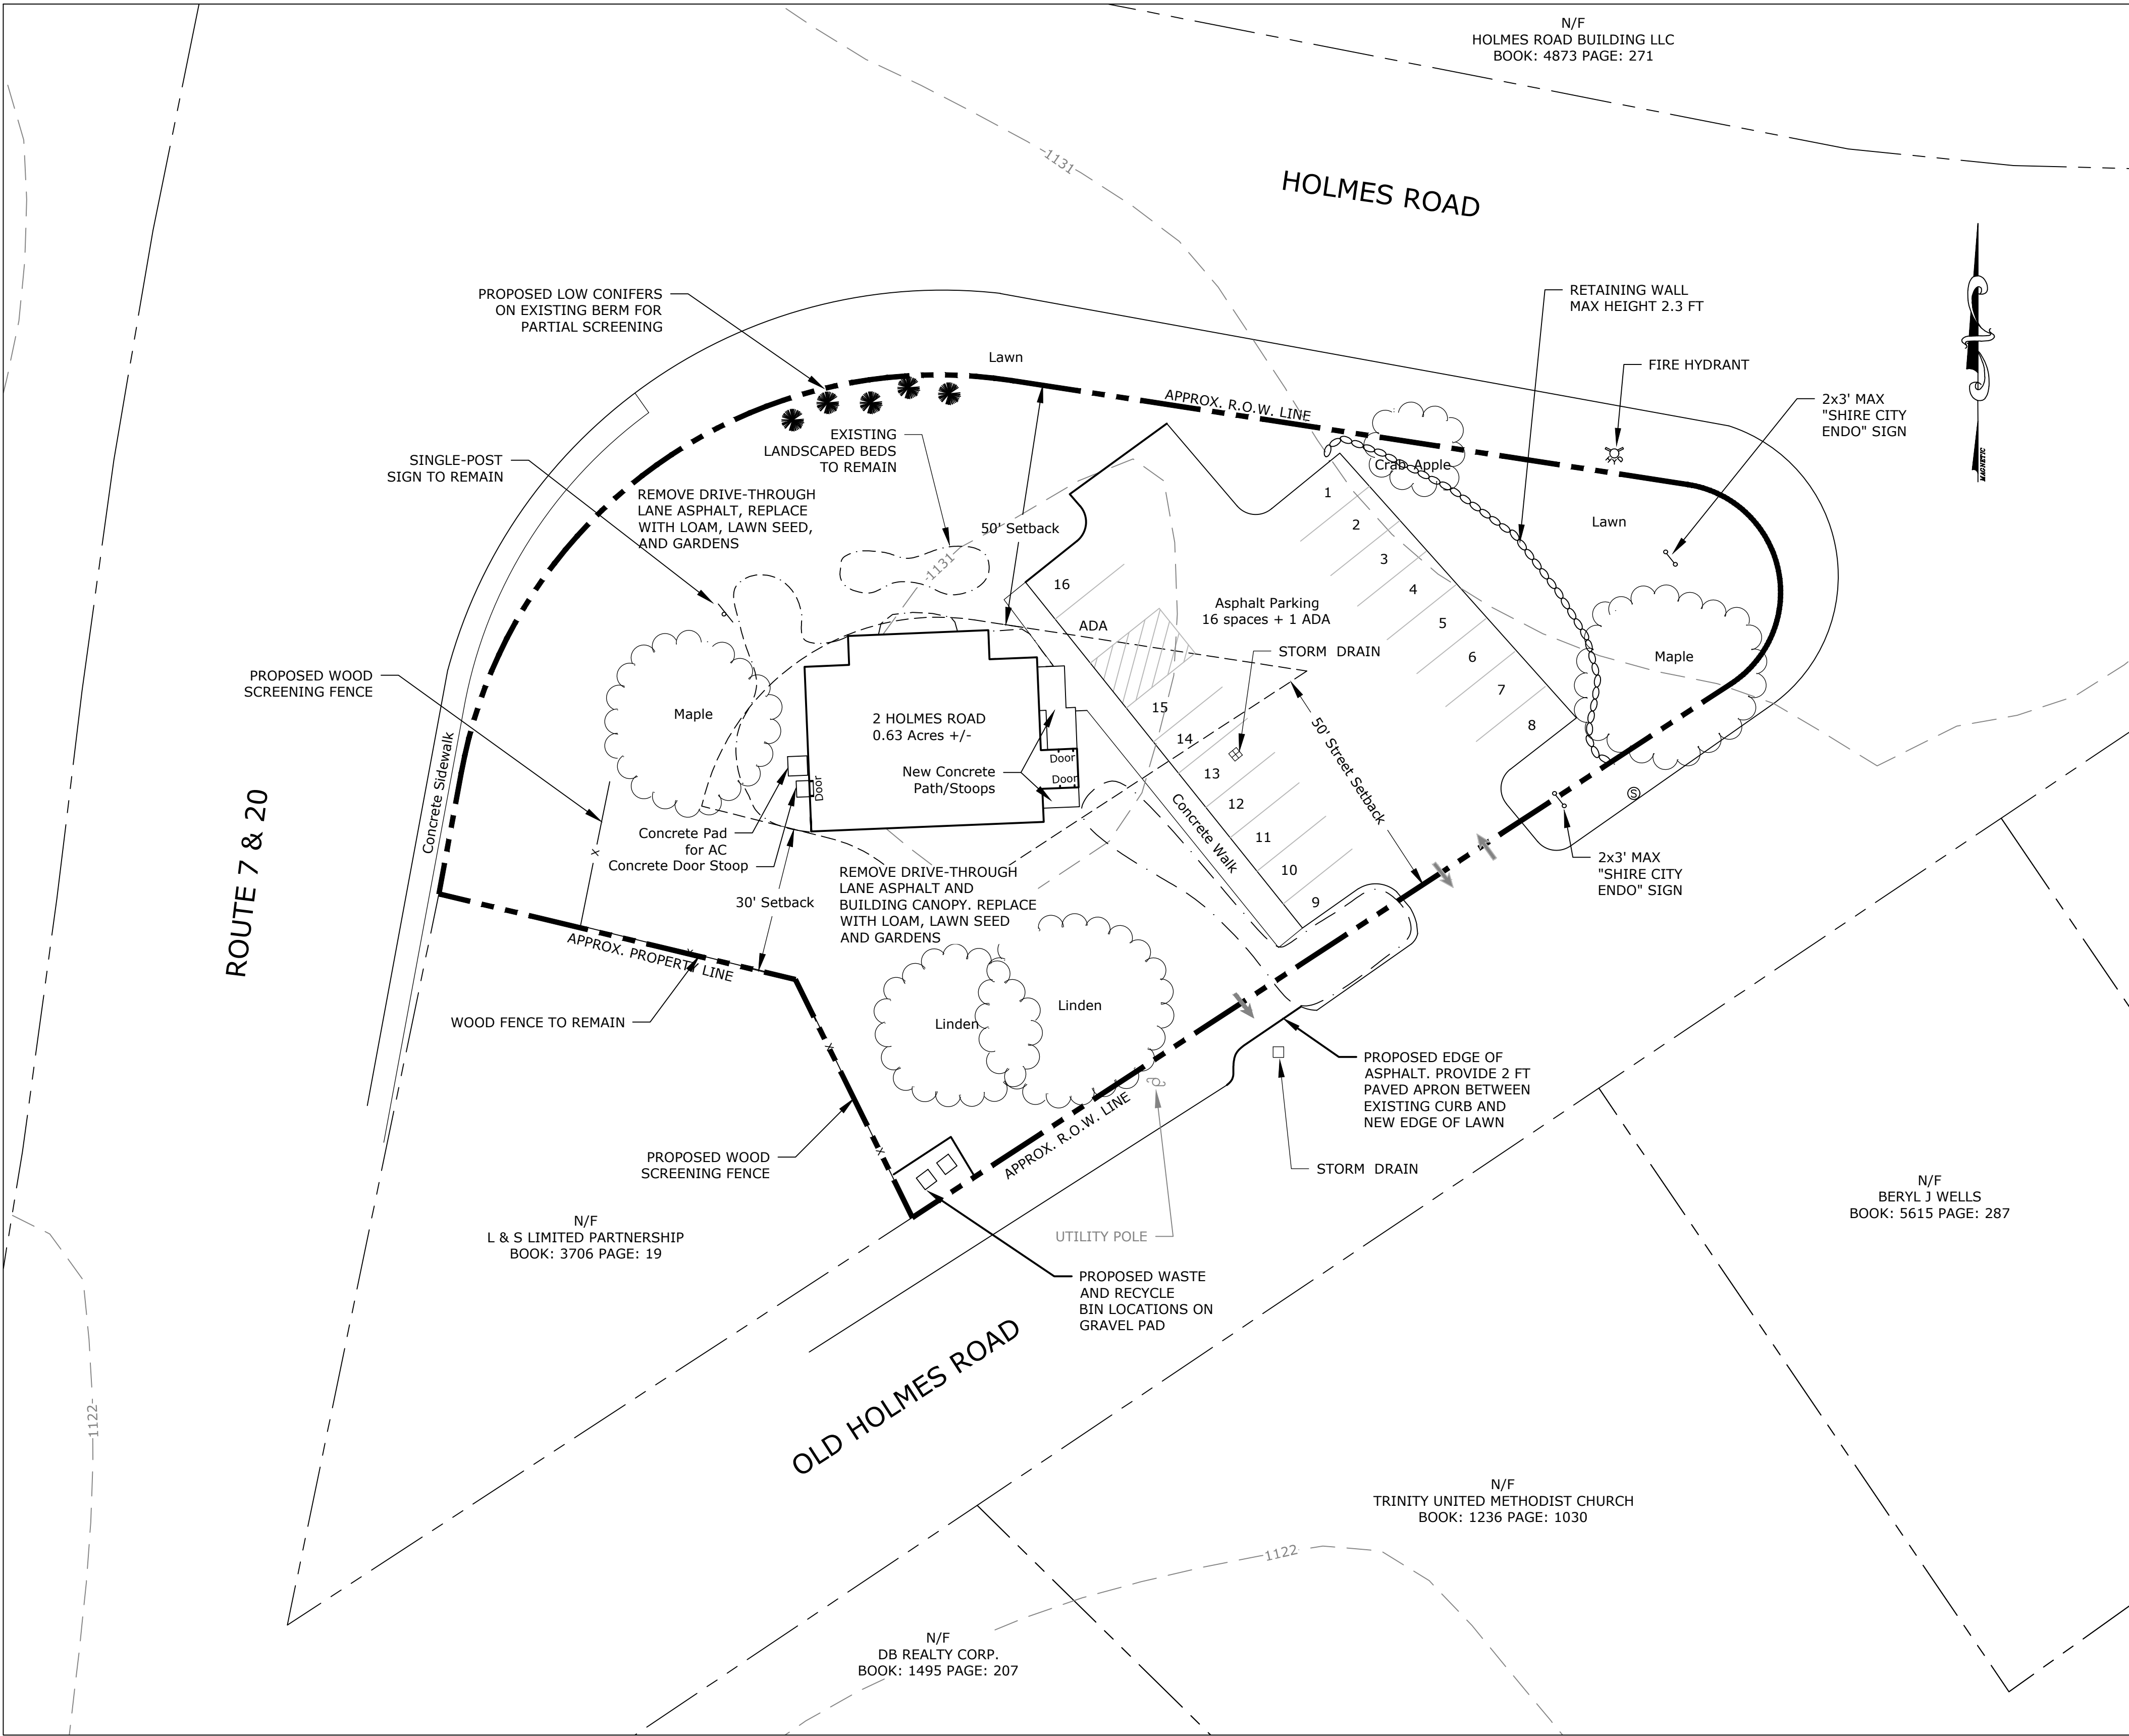 N/F
HOLMES ROAD BUILDING LLC
BOOK: 4873 PAGE: 271
-1131
HOLMES ROAD
PROPOSED LOW CONIFERS
ON EXISTING BERM FOR
PARTIAL SCREENING
RETAINING WALL
MAX HEIGHT 2.3 FT
Lawn
FIRE HYDRANT
APPROX. R.O.W. LINE
2x3' MAX
"SHIRE CITY
ENDO" SIGN
MAGNETIC
EXISTING
LANDSCAPED BEDS
TO REMAIN
SINGLE-POST
SIGN TO REMAIN
Crab Apple
REMOVE DRIVE-THROUGH
LANE ASPHALT, REPLACE
WITH LOAM, LAWN SEED,
AND GARDENS
50' Setback
Lawn
1
2
3
4
5
6
7
8
-1131
16
Asphalt Parking
16 spaces + 1 ADA
ADA
STORM DRAIN
Maple
PROPOSED WOOD
SCREENING FENCE
Maple
2 HOLMES ROAD
0.63 Acres +/-
15
14
13
12
11
10
9
50' Street Setback
New Concrete
Path/Stoops
Door
Door
Door
Concrete Sidewalk
ROUTE 7 & 20
Concrete Pad
for AC
Concrete Door Stoop
Concrete Walk
S
2x3' MAX
"SHIRE CITY
ENDO" SIGN
30' Setback
REMOVE DRIVE-THROUGH
LANE ASPHALT AND
BUILDING CANOPY. REPLACE
WITH LOAM, LAWN SEED
AND GARDENS
x
x
APPROX. PROPERTY LINE
WOOD FENCE TO REMAIN
Linden
Linden
x
x
PROPOSED EDGE OF
ASPHALT. PROVIDE 2 FT
PAVED APRON BETWEEN
EXISTING CURB AND
NEW EDGE OF LAWN
APPROX. R.O.W. LINE
PROPOSED WOOD
SCREENING FENCE
STORM DRAIN
N/F
BERYL J WELLS
BOOK: 5615 PAGE: 287
N/F
L & S LIMITED PARTNERSHIP
BOOK: 3706 PAGE: 19
UTILITY POLE
PROPOSED WASTE
AND RECYCLE
BIN LOCATIONS ON
GRAVEL PAD
OLD HOLMES ROAD
-1122-
N/F
TRINITY UNITED METHODIST CHURCH
BOOK: 1236 PAGE: 1030
-1122
N/F
DB REALTY CORP.
BOOK: 1495 PAGE: 207